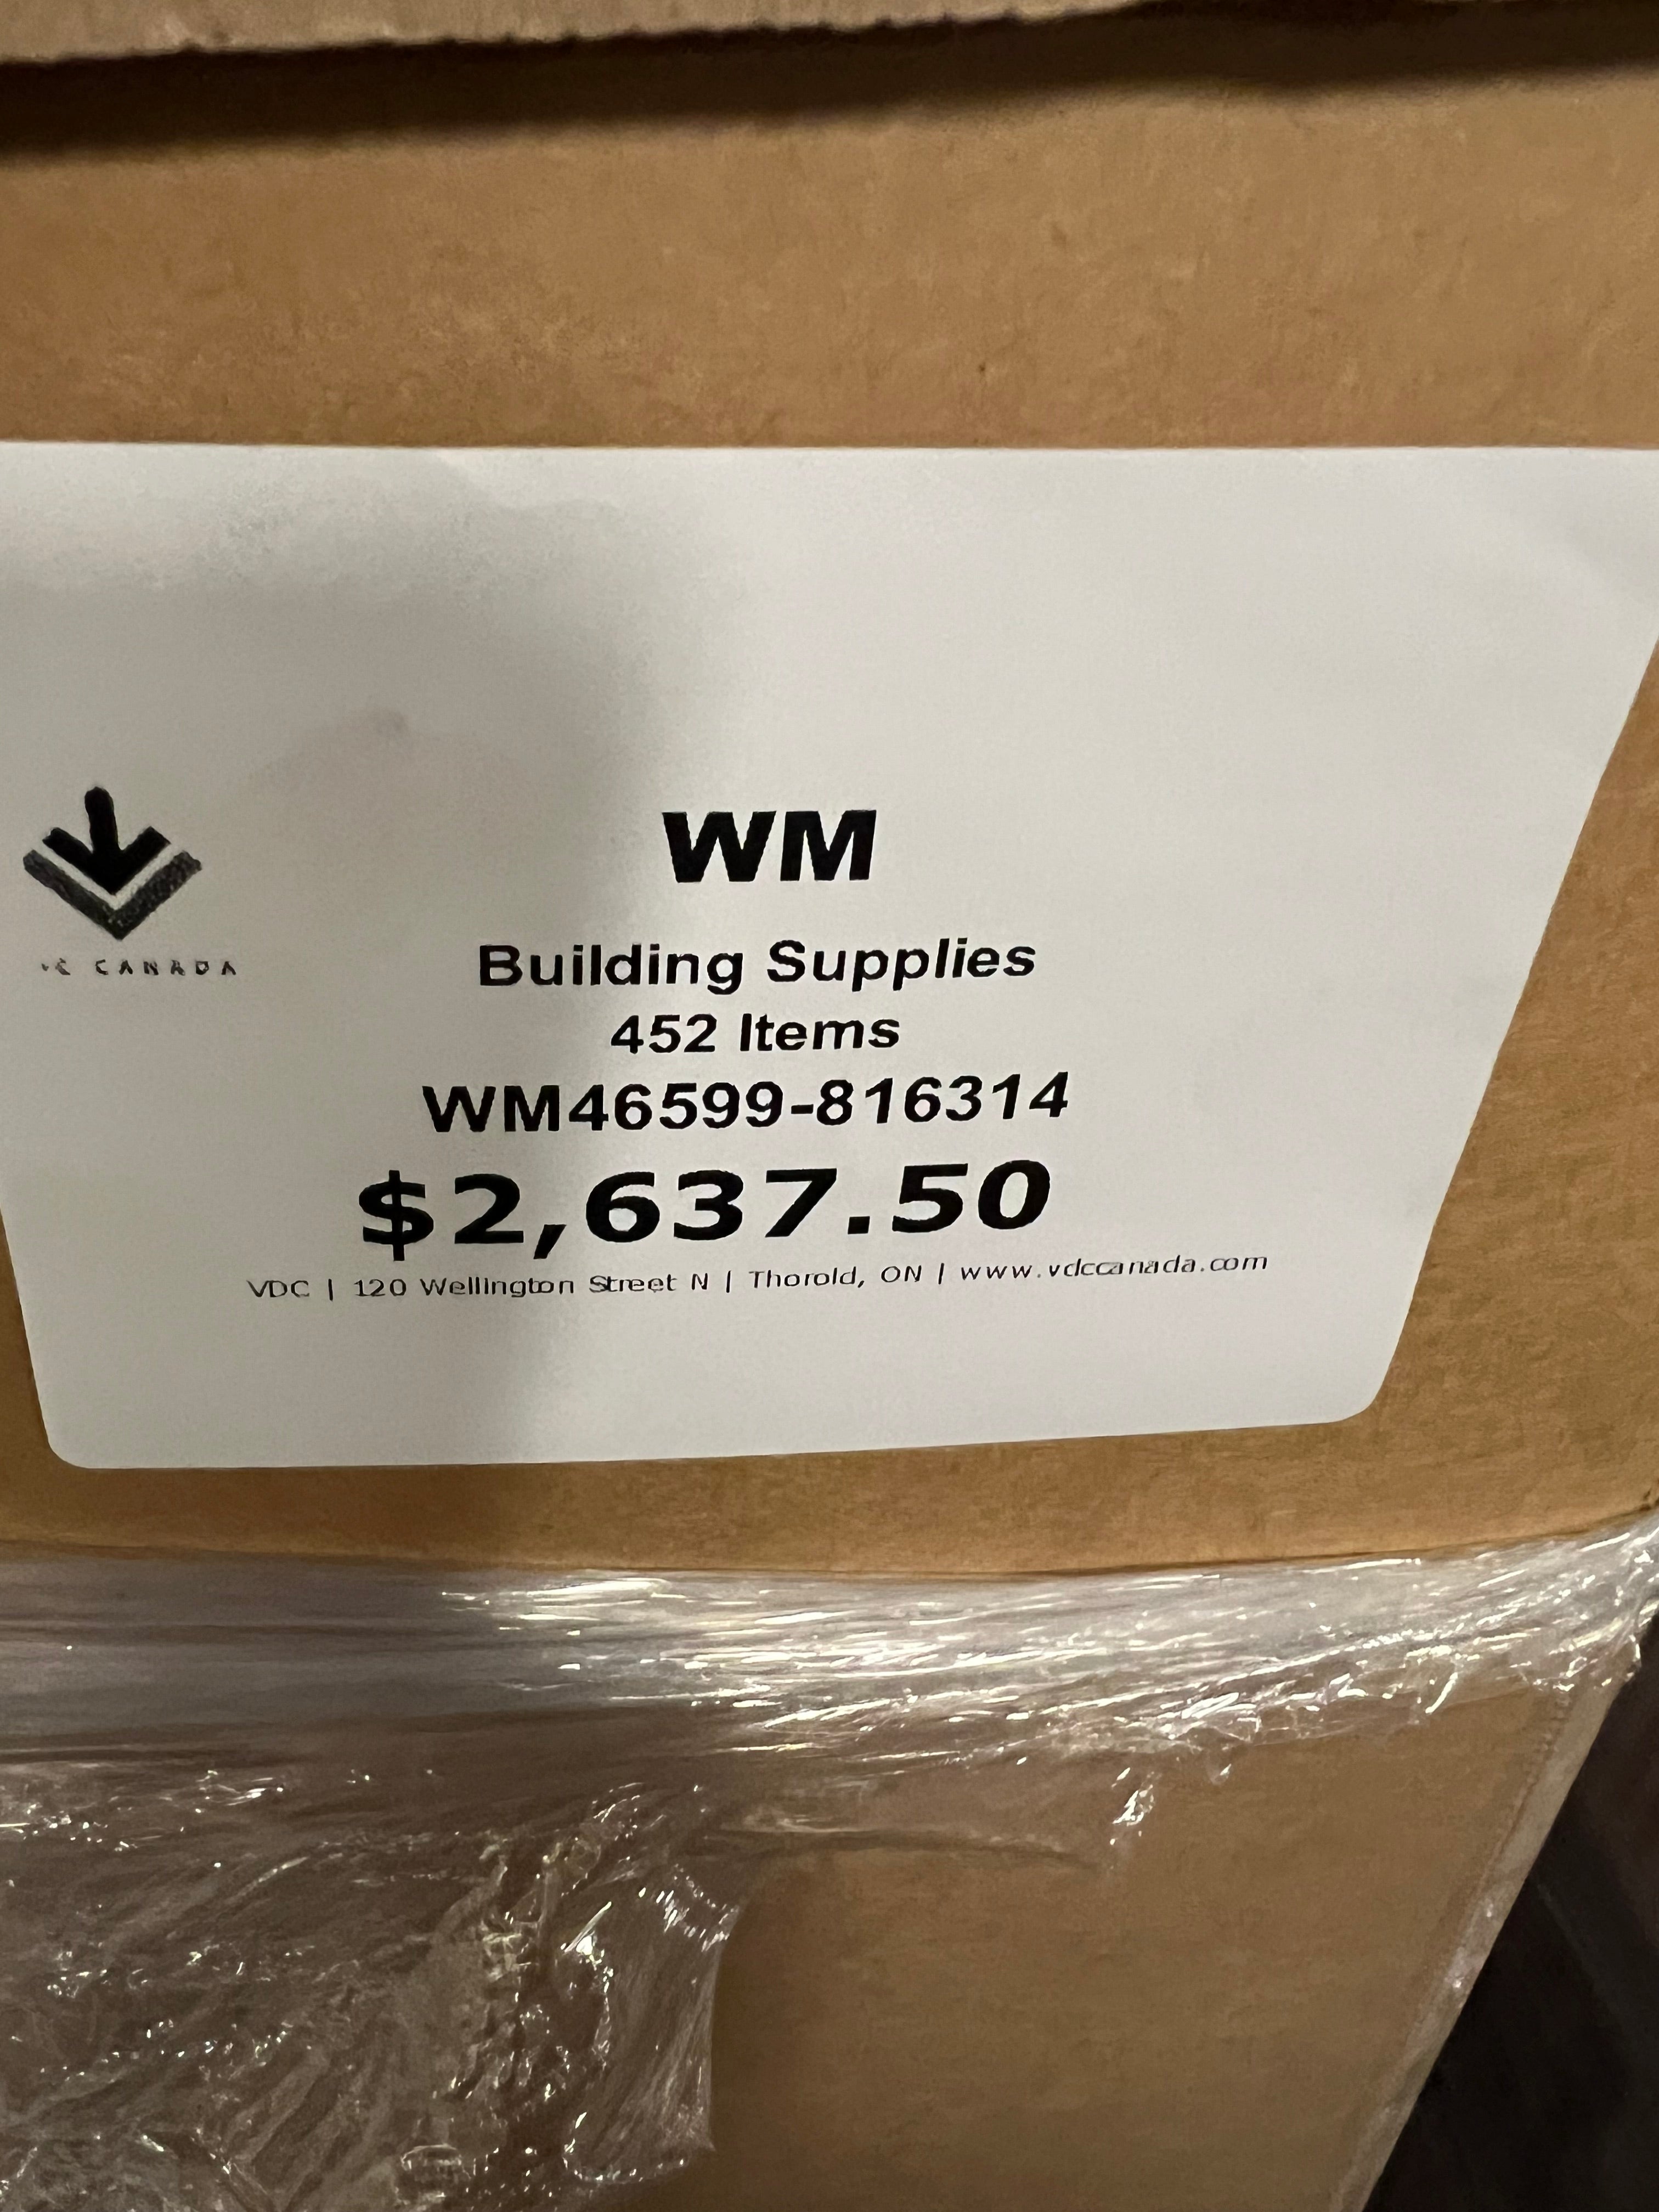 WM
CANADA
Building Supplies
452 Items
WM46599-816314
$2,637.50
VDC | 120 Wellington Street N | Thorold, ON | www.vdccanada.com